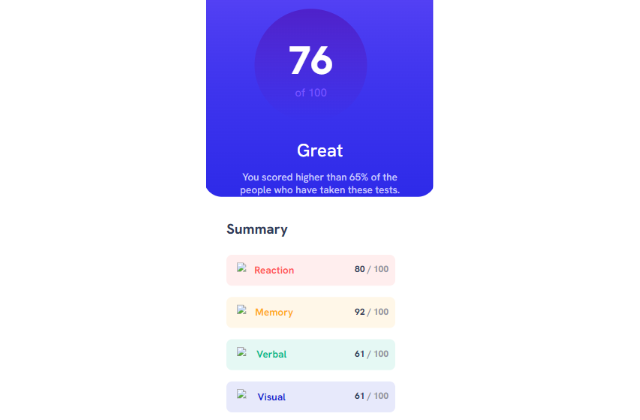 76
of 100
Great
You scored higher than 65% of the
people who have taken these tests.
Summary
Reaction 80 / 100
Memory 92 / 100
Verbal 61 / 100
Visual 61 / 100